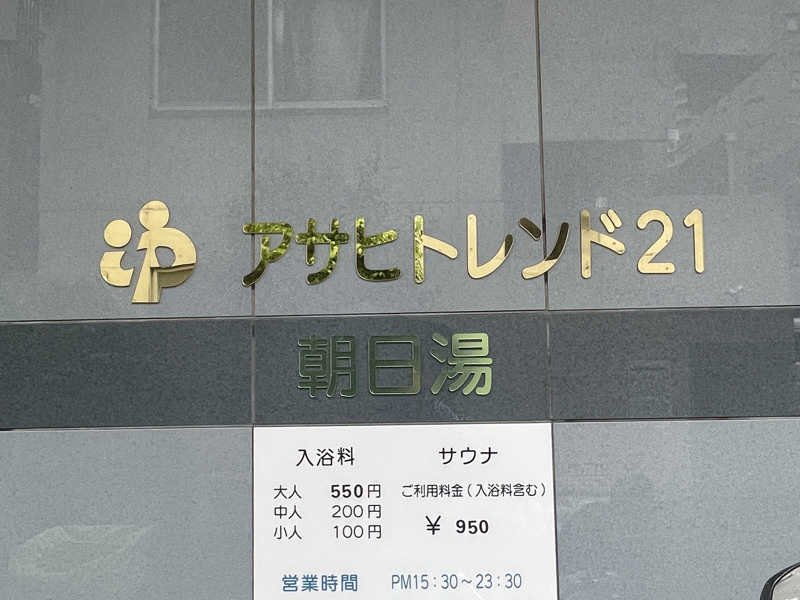 アサヒトレンド21
朝日湯
入浴料 サウナ
大人 550円 ご利用料金(入浴料含む)
中人 200円
小人 100円 ¥ 950
営業時間 PM15:30～23:30